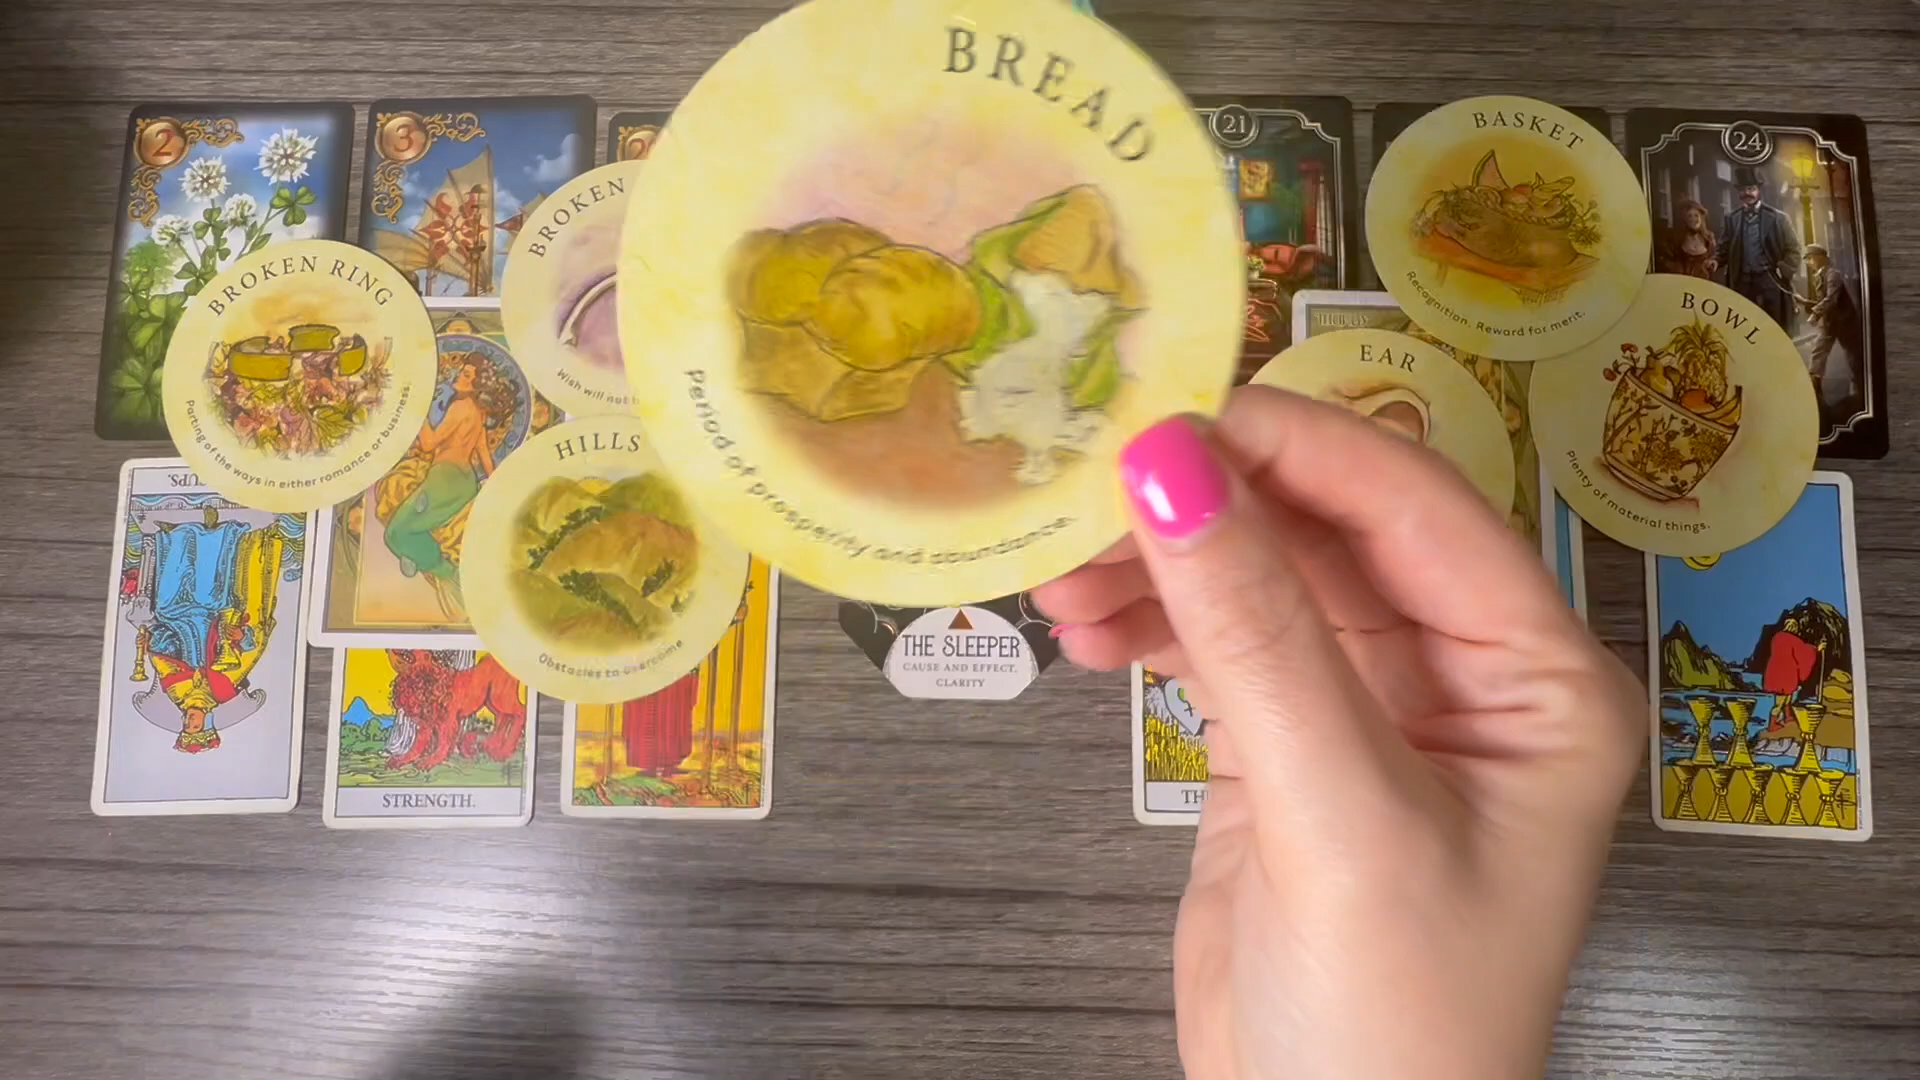 BREAD
Period of prosperity and abundance.
2
3
21
BASKET
Recognition. Reward for merit.
24
BROKEN
Wish will not
BROKEN RING
Parting of the ways in either romance or business.
HILLS
Obstacles to overcome
EAR
BOWL
Plenty of material things.
CUPS.
THE SLEEPER
CAUSE AND EFFECT,
CLARITY
STRENGTH.